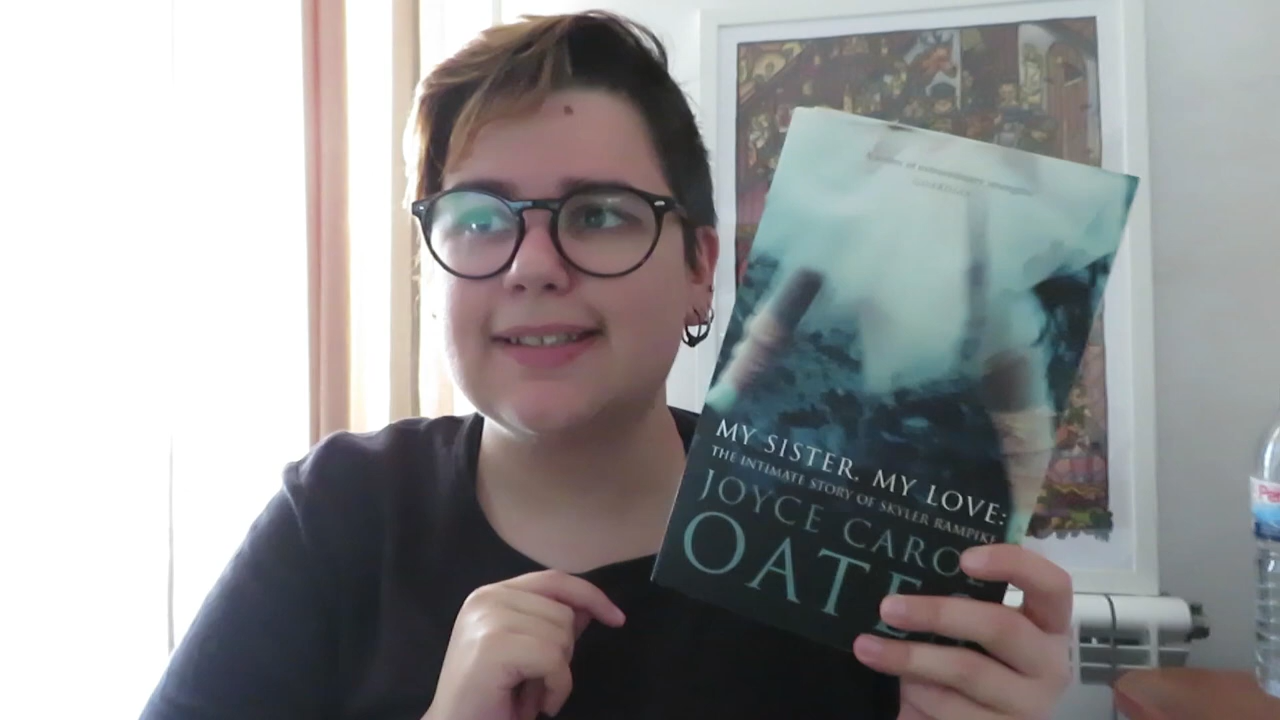 MY SISTER, MY LOVE:
THE INTIMATE STORY OF SKYLER RAMPIKE
JOYCE CAROL
OATES